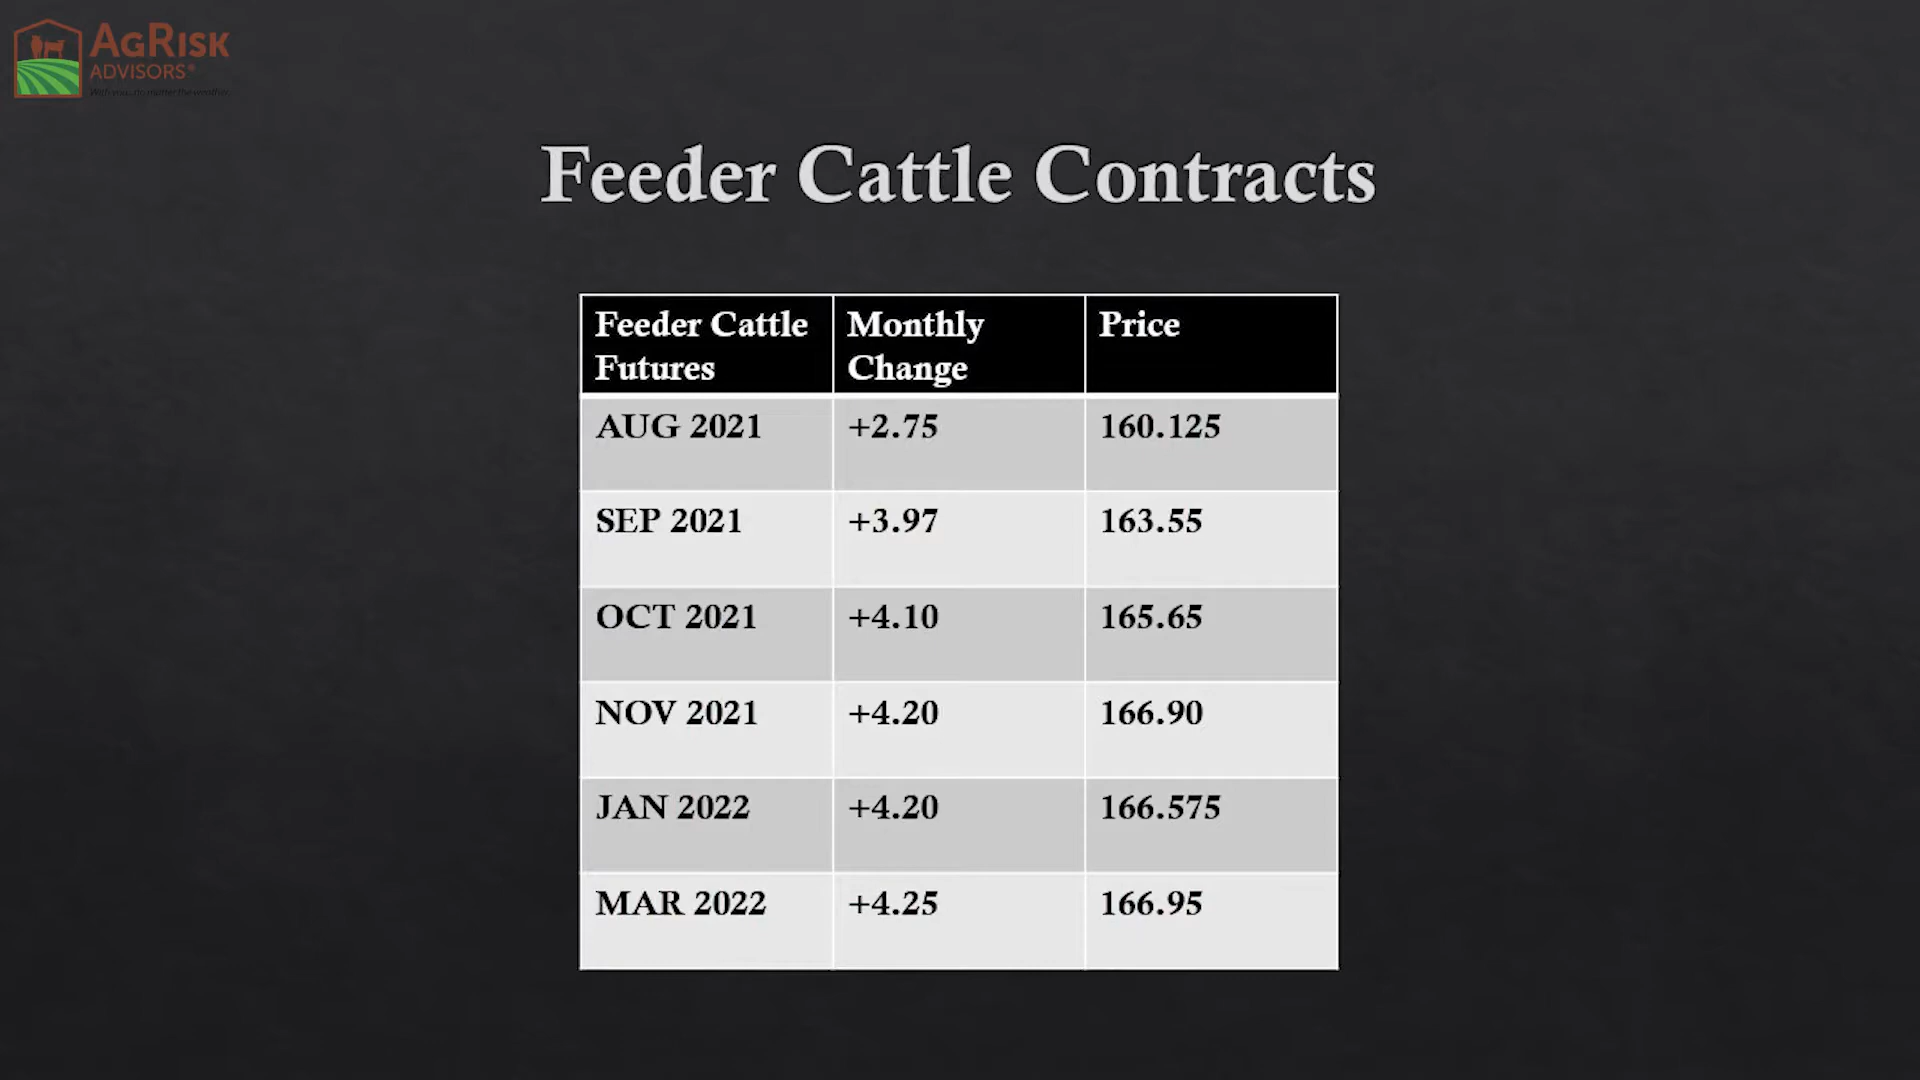 AGRISK
ADVISORS®
Feeder Cattle Contracts
Feeder Cattle Futures
Monthly Change
Price
AUG 2021 +2.75 160.125
SEP 2021 +3.97 163.55
OCT 2021 +4.10 165.65
NOV 2021 +4.20 166.90
JAN 2022 +4.20 166.575
MAR 2022 +4.25 166.95